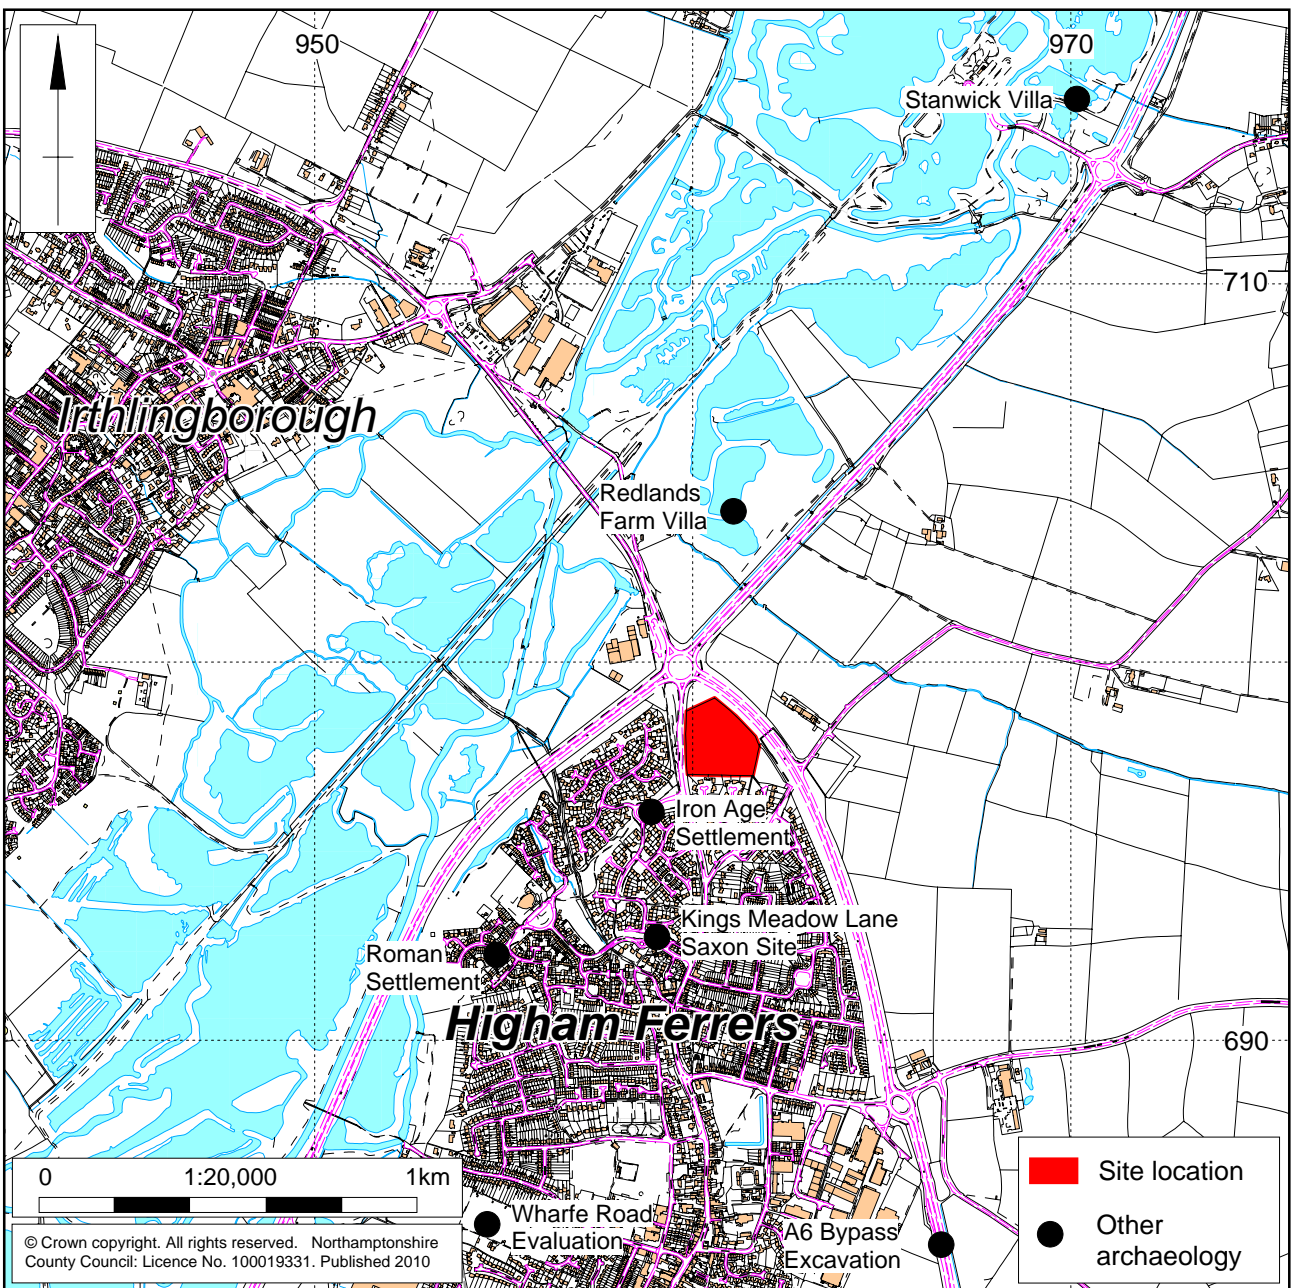 950
970
Stanwick Villa
710
Irthlingborough
Redlands
Farm Villa
Iron Age
Settlement
Kings Meadow Lane
Saxon Site
Roman
Settlement
Higham Ferrers
690
0 1:20,000 1km
Site location
Wharfe Road
Evaluation
A6 Bypass
Excavation
Other
archaeology
© Crown copyright. All rights reserved. Northamptonshire
County Council: Licence No. 100019331. Published 2010